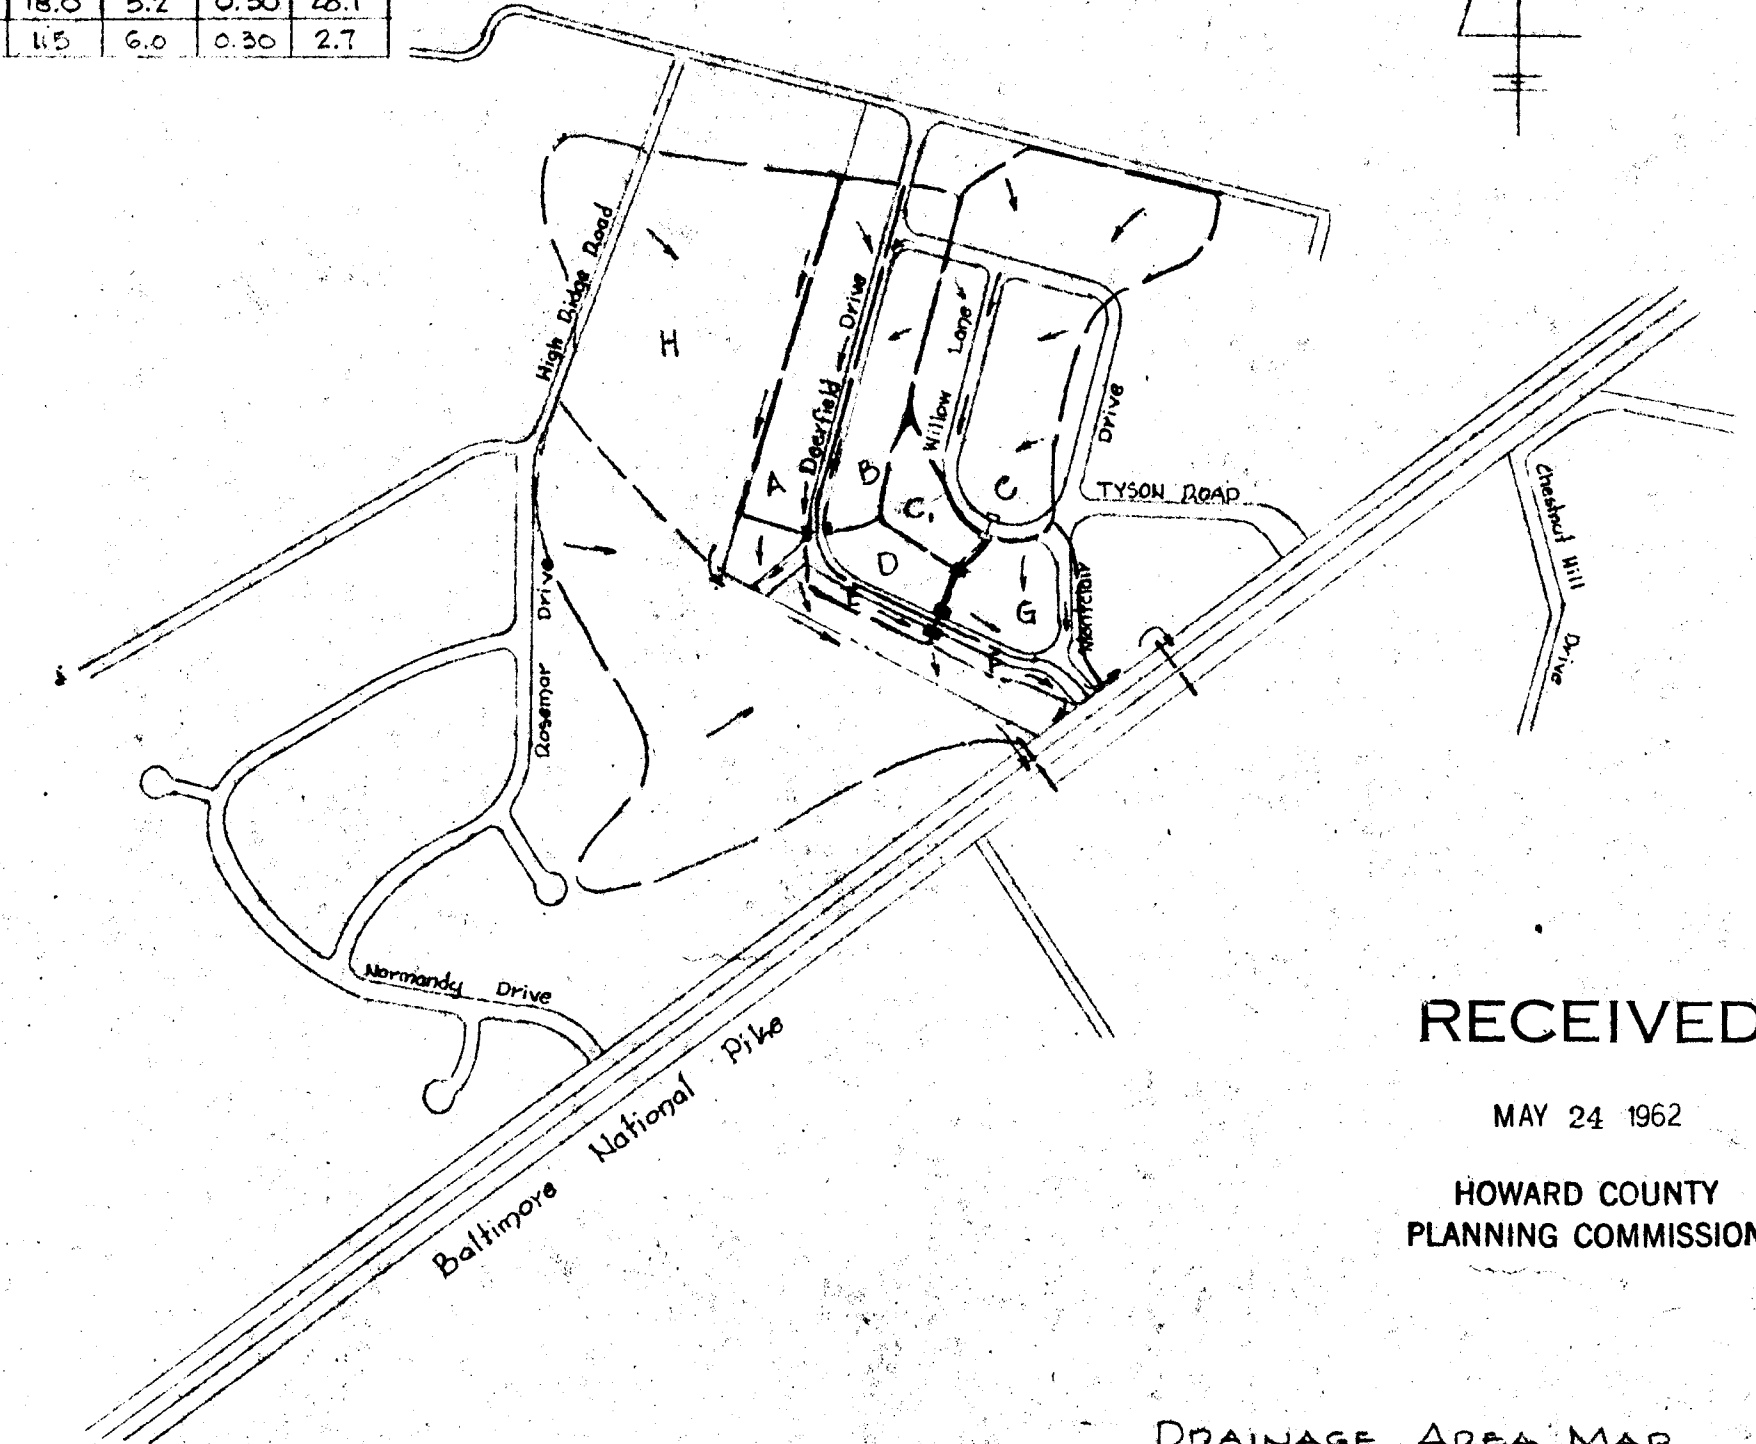 18.0 5.2 0.30 28.1
1.5 6.0 0.30 2.7
High Ridge Road
H
Deerfield Drive
Willow Lane
Drive
A
B
C
C,
D
E
G
TYSON ROAD
Montclair
Chestnut Hill Drive
Rosemar Drive
Normandy Drive
Baltimore National Pike
RECEIVED
MAY 24 1962
HOWARD COUNTY
PLANNING COMMISSION
DRAINAGE AREA MAP